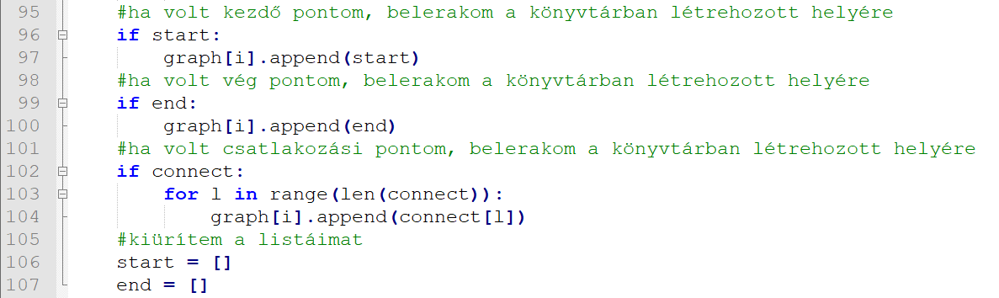 95 #ha volt kezdő pontom, belerakom a könyvtárban létrehozott helyére
96 if start:
97 graph[i].append(start)
98 #ha volt vég pontom, belerakom a könyvtárban létrehozott helyére
99 if end:
100 graph[i].append(end)
101 #ha volt csatlakozási pontom, belerakom a könyvtárban létrehozott helyére
102 if connect:
103 for l in range(len(connect)):
104 graph[i].append(connect[l])
105 #kiürítem a listáimat
106 start = []
107 end = []